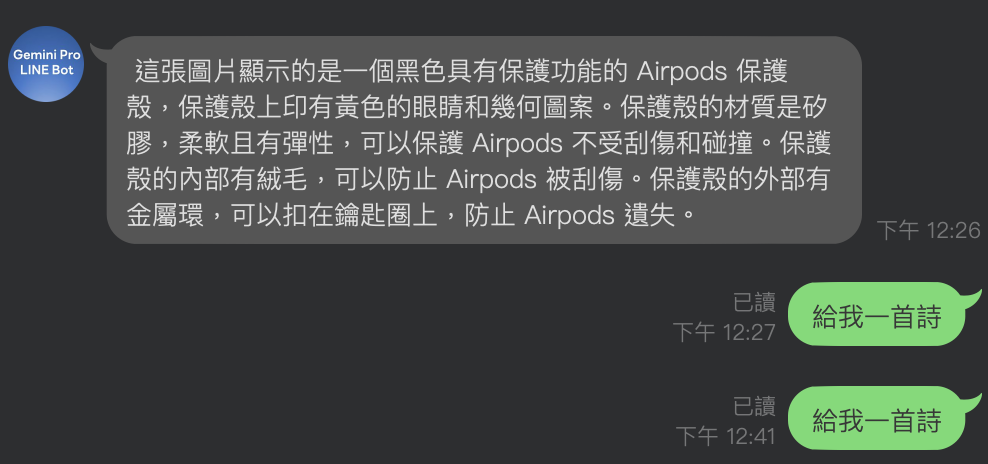 Gemini Pro
LINE Bot
這張圖片顯示的是一個黑色具有保護功能的 Airpods 保護
殼，保護殼上印有黃色的眼睛和幾何圖案。保護殼的材質是矽
膠，柔軟且有彈性，可以保護 Airpods 不受刮傷和碰撞。保護
殼的內部有絨毛，可以防止 Airpods 被刮傷。保護殼的外部有
金屬環，可以扣在鑰匙圈上，防止 Airpods 遺失。
下午 12:26
已讀
下午 12:27
給我一首詩
已讀
下午 12:41
給我一首詩